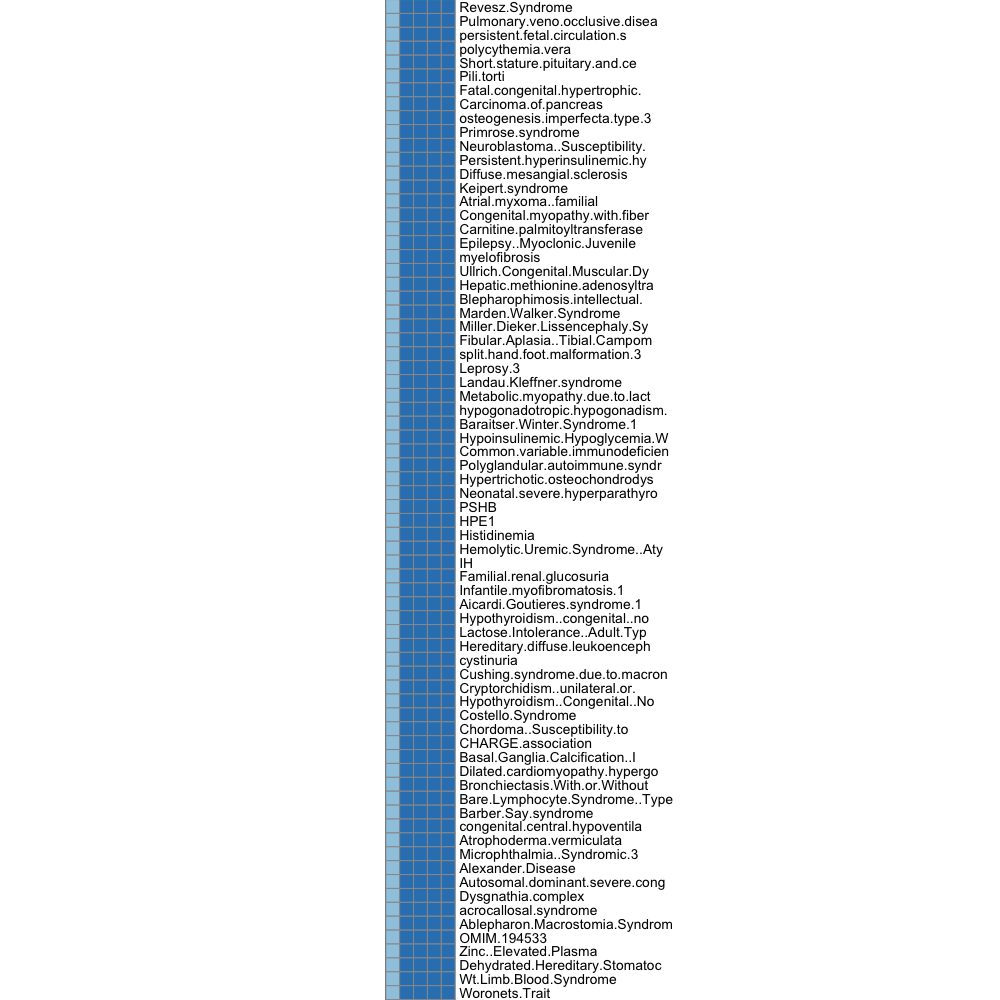 Revesz.Syndrome
Pulmonary.veno.occlusive.disea
persistent.fetal.circulation.s
polycythemia.vera
Short.stature.pituitary.and.ce
Pili.torti
Fatal.congenital.hypertrophic.
Carcinoma.of.pancreas
osteogenesis.imperfecta.type.3
Primrose.syndrome
Neuroblastoma..Susceptibility.
Persistent.hyperinsulinemic.hy
Diffuse.mesangial.sclerosis
Keipert.syndrome
Atrial.myxoma..familial
Congenital.myopathy.with.fiber
Carnitine.palmitoyltransferase
Epilepsy..Myoclonic.Juvenile
myelofibrosis
Ullrich.Congenital.Muscular.Dy
Hepatic.methionine.adenosyltra
Blepharophimosis.intellectual.
Marden.Walker.Syndrome
Miller.Dieker.Lissencephaly.Sy
Fibular.Aplasia..Tibial.Campom
split.hand.foot.malformation.3
Leprosy.3
Landau.Kleffner.syndrome
Metabolic.myopathy.due.to.lact
hypogonadotropic.hypogonadism.
Baraitser.Winter.Syndrome.1
Hypoinsulinemic.Hypoglycemia.W
Common.variable.immunodeficien
Polyglandular.autoimmune.syndr
Hypertrichotic.osteochondrodys
Neonatal.severe.hyperparathyro
PSHB
HPE1
Histidinemia
Hemolytic.Uremic.Syndrome..Aty
IH
Familial.renal.glucosuria
Infantile.myofibromatosis.1
Aicardi.Goutieres.syndrome.1
Hypothyroidism..congenital..no
Lactose.Intolerance..Adult.Typ
Hereditary.diffuse.leukoenceph
cystinuria
Cushing.syndrome.due.to.macron
Cryptorchidism..unilateral.or.
Hypothyroidism..Congenital..No
Costello.Syndrome
Chordoma..Susceptibility.to
CHARGE.association
Basal.Ganglia.Calcification..I
Dilated.cardiomyopathy.hypergo
Bronchiectasis.With.or.Without
Bare.Lymphocyte.Syndrome..Type
Barber.Say.syndrome
congenital.central.hypoventila
Atrophoderma.vermiculata
Microphthalmia..Syndromic.3
Alexander.Disease
Autosomal.dominant.severe.cong
Dysgnathia.complex
acrocallosal.syndrome
Ablepharon.Macrostomia.Syndrom
OMIM.194533
Zinc..Elevated.Plasma
Dehydrated.Hereditary.Stomatoc
Wt.Limb.Blood.Syndrome
Woronets.Trait